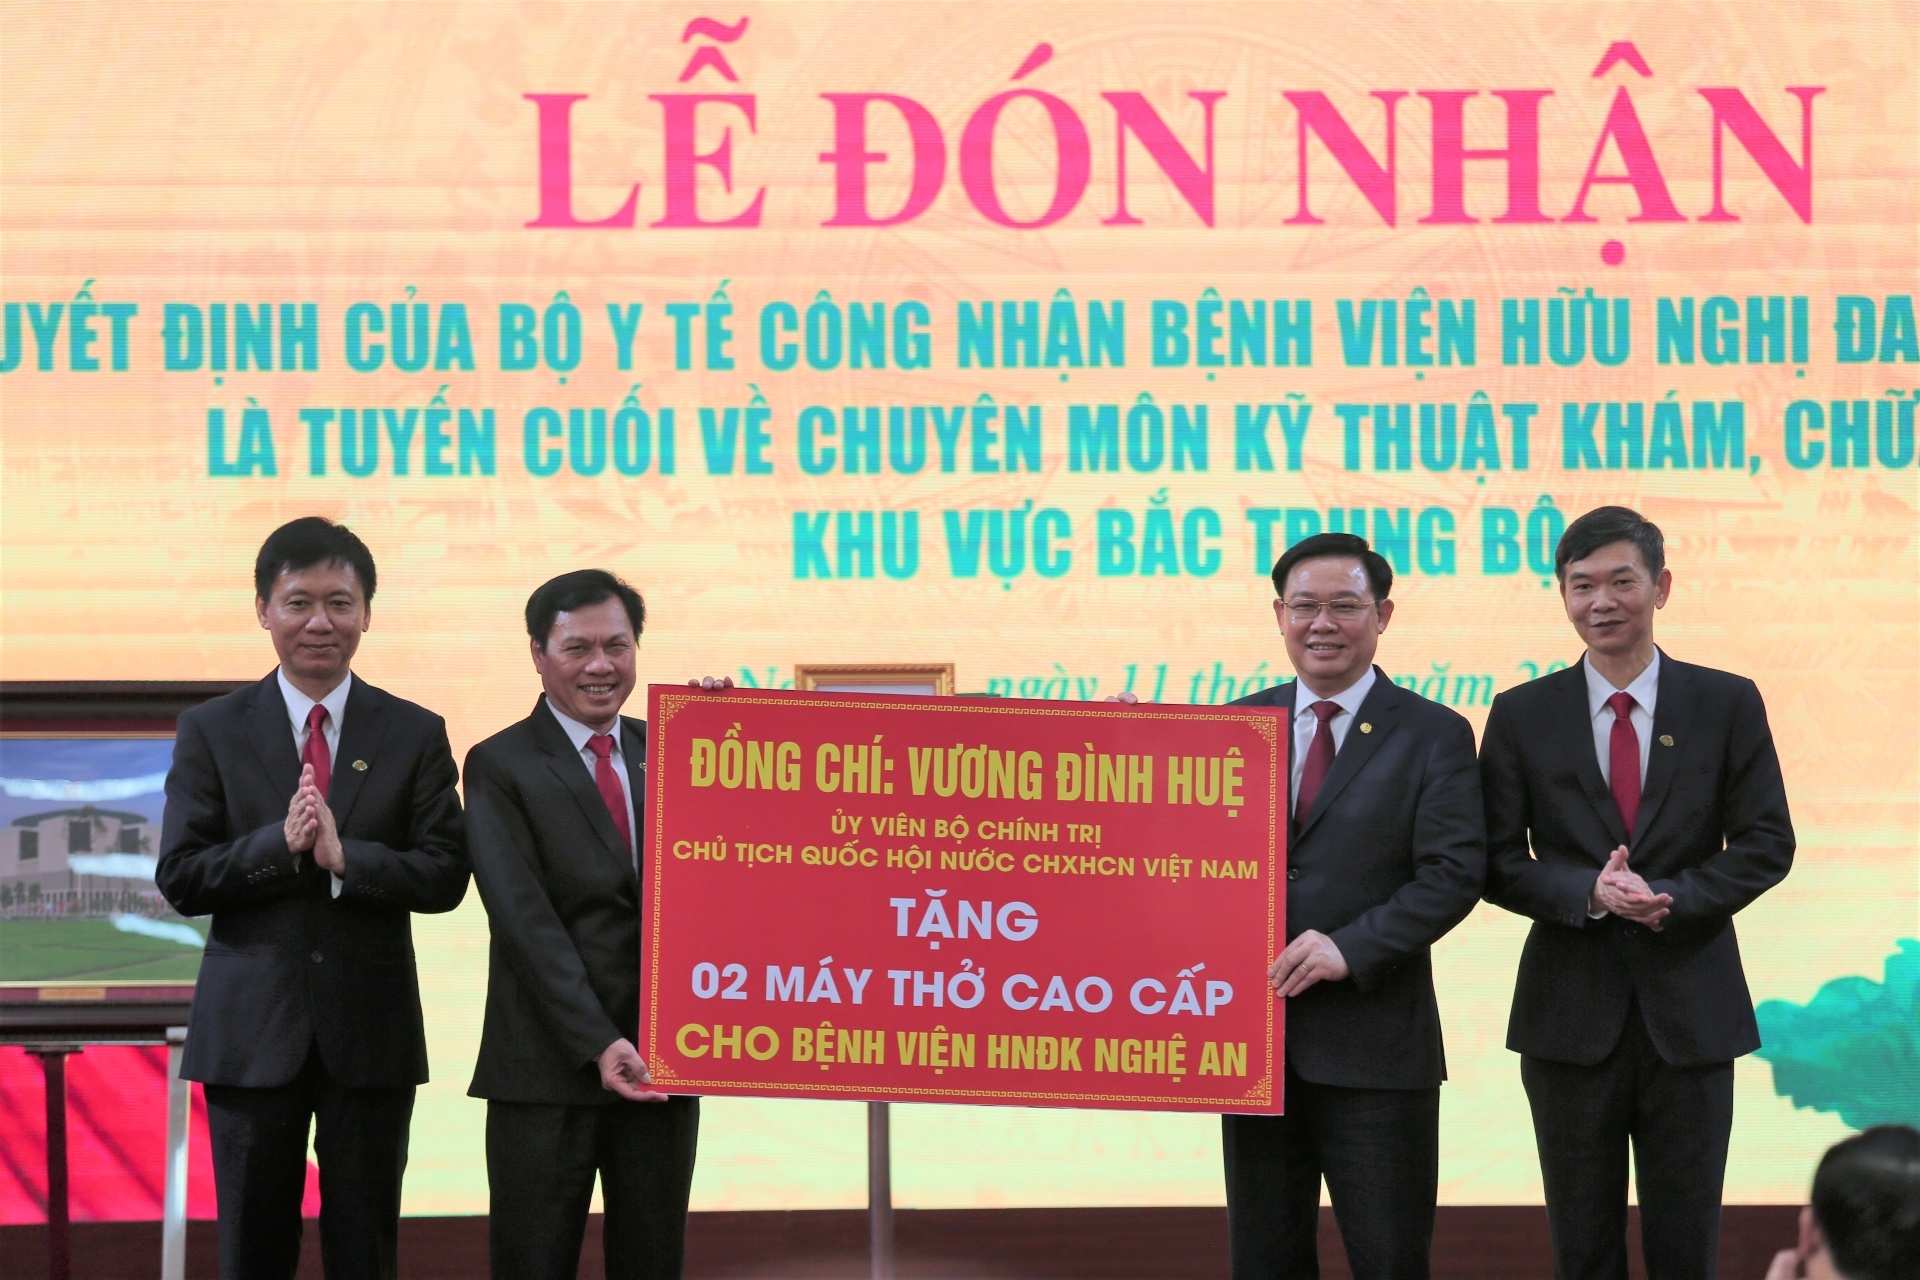 LỄ ĐÓN NHẬN
ĐỊNH CỦA BỘ Y TẾ CÔNG NHẬN BỆNH VIỆN HỮU NGHỊ ĐA
LÀ TUYẾN CUỐI VỀ CHUYÊN MÔN KỸ THUẬT KHÁM,
KHU VỰC BẮC TRUNG BỘ
ngày 11 năm
ĐỒNG CHÍ: VƯƠNG ĐÌNH HUỆ
ỦY VIÊN BỘ CHÍNH TRỊ
CHỦ TỊCH QUỐC HỘI NƯỚC CHXHCN VIỆT NAM
TẶNG
02 MÁY THỞ CAO CẤP
CHO BỆNH VIỆN HNĐK NGHỆ AN